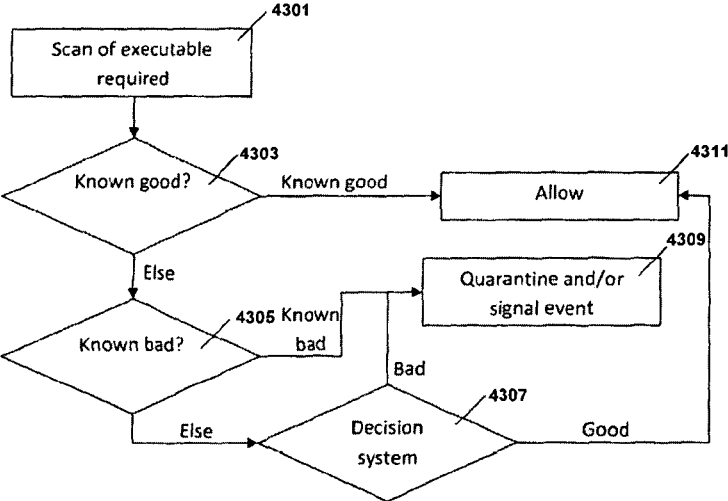 4301
Scan of executable
required
4303
Known good?
Known good
4311
Allow
Else
4309
Quarantine and/or
signal event
4305
Known
bad
Known bad?
Bad
4307
Else
Decision
system
Good